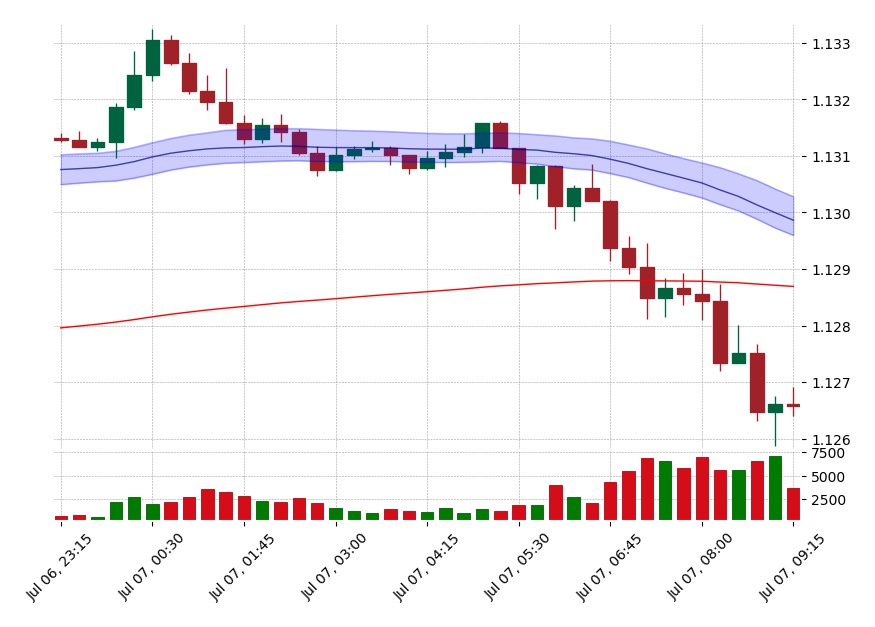 1.133
1.132
1.131
1.130
1.129
1.128
1.127
1.126
7500
5000
2500
Jul 06, 23:15
Jul 07, 00:30
Jul 07, 01:45
Jul 07, 03:00
Jul 07, 04:15
Jul 07, 05:30
Jul 07, 06:45
Jul 07, 08:00
Jul 07, 09:15